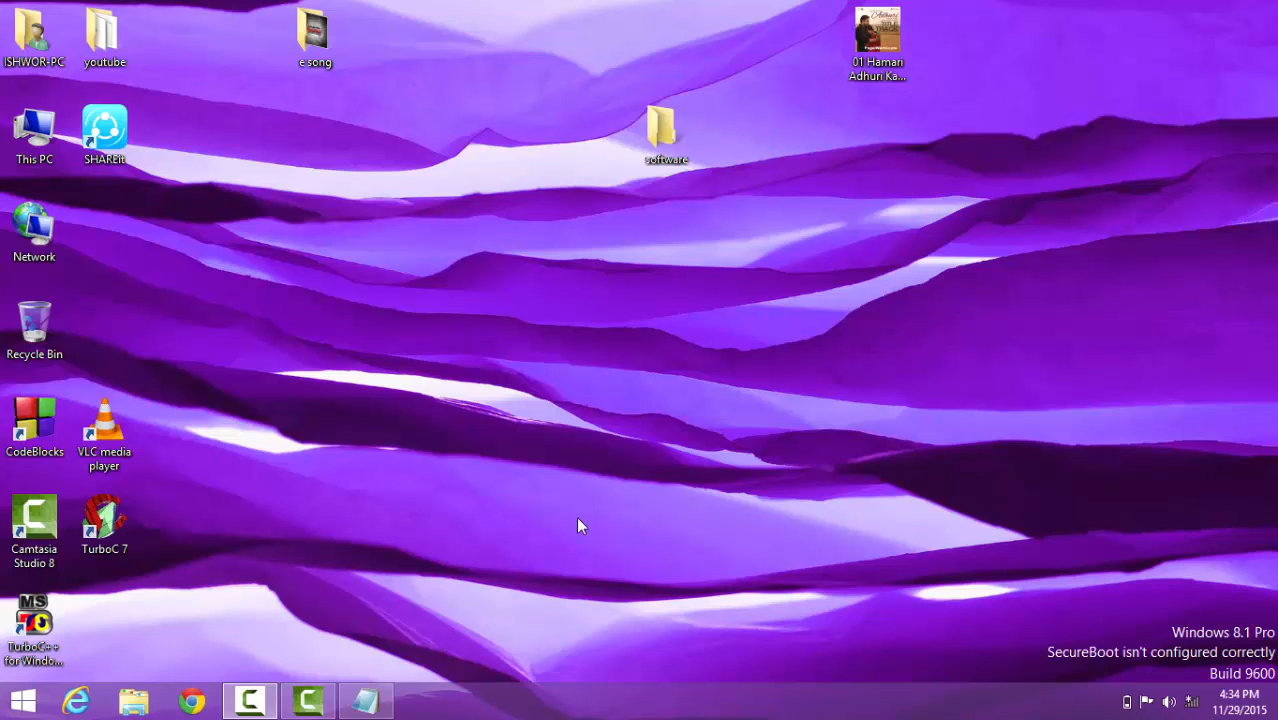 ISHWOR-PC
youtube
e song
01 Hamari
Adhuri Ka...
This PC
SHAREit
software
Network
Recycle Bin
CodeBlocks
VLC media
player
Camtasia
Studio 8
TurboC 7
MS
TurboC++
for Windo...
Windows 8.1 Pro
SecureBoot isn't configured correctly
Build 9600
4:34 PM
11/29/2015